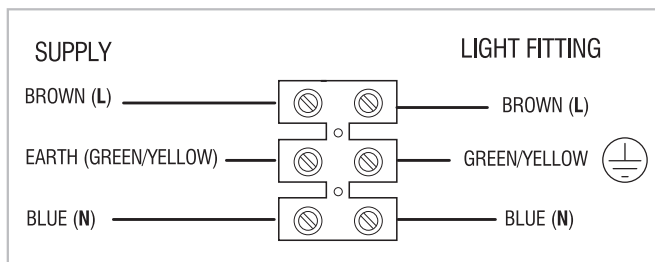 SUPPLY
LIGHT FITTING
BROWN (L)
BROWN (L)
EARTH (GREEN/YELLOW)
GREEN/YELLOW
BLUE (N)
BLUE (N)